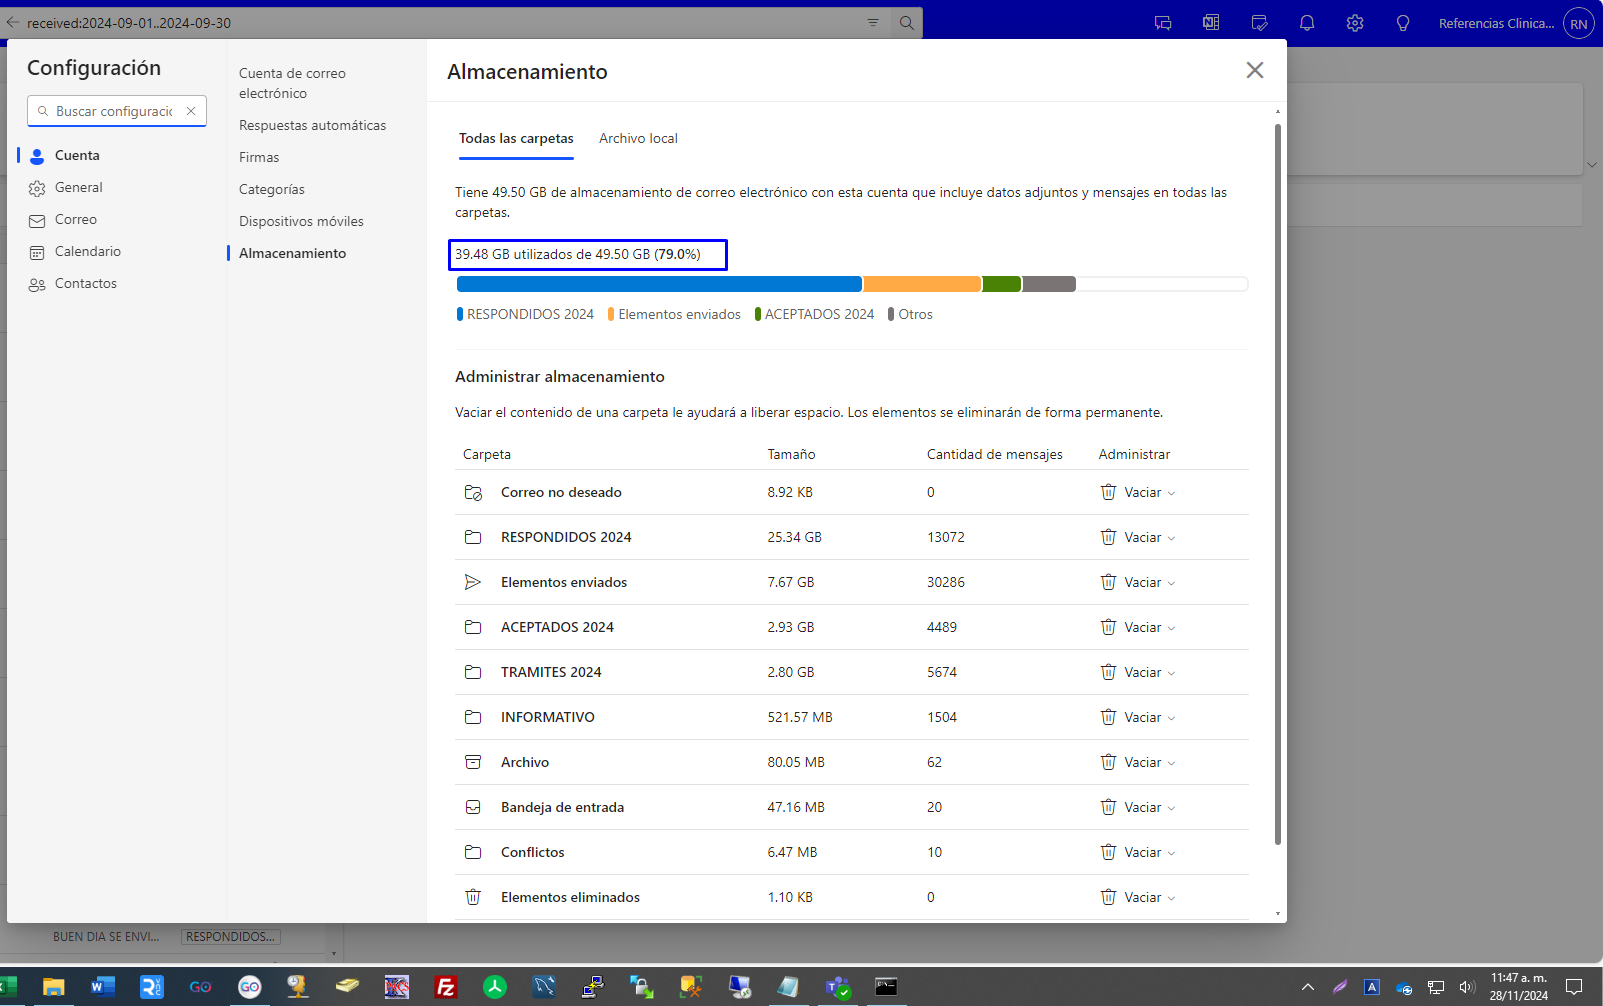 received:2024-09-01..2024-09-30
Referencias Clinica...
RN
Configuración
Buscar configuració
Cuenta
General
Correo
Calendario
Contactos
Cuenta de correo
electrónico
Respuestas automáticas
Firmas
Categorías
Dispositivos móviles
Almacenamiento
Almacenamiento
Todas las carpetas
Archivo local
Tiene 49.50 GB de almacenamiento de correo electrónico con esta cuenta que incluye datos adjuntos y mensajes en todas las
carpetas.
39.48 GB utilizados de 49.50 GB (79.0%)
RESPONDIDOS 2024 Elementos enviados ACEPTADOS 2024 Otros
Administrar almacenamiento
Vaciar el contenido de una carpeta le ayudará a liberar espacio. Los elementos se eliminarán de forma permanente.
Carpeta Tamaño Cantidad de mensajes Administrar
Correo no deseado 8.92 KB 0 Vaciar
RESPONDIDOS 2024 25.34 GB 13072 Vaciar
Elementos enviados 7.67 GB 30286 Vaciar
ACEPTADOS 2024 2.93 GB 4489 Vaciar
TRAMITES 2024 2.80 GB 5674 Vaciar
INFORMATIVO 521.57 MB 1504 Vaciar
Archivo 80.05 MB 62 Vaciar
Bandeja de entrada 47.16 MB 20 Vaciar
Conflictos 6.47 MB 10 Vaciar
Elementos eliminados 1.10 KB 0 Vaciar
BUEN DIA SE ENVI... RESPONDIDOS...
11:47 a. m.
28/11/2024